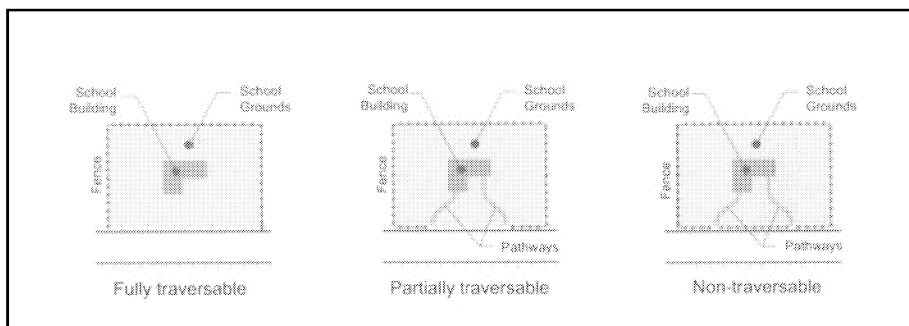 School
Building
School
Grounds
Fence
Fully traversable
School
Building
School
Grounds
Fence
Pathways
Partially traversable
School
Building
School
Grounds
Fence
Pathways
Non-traversable